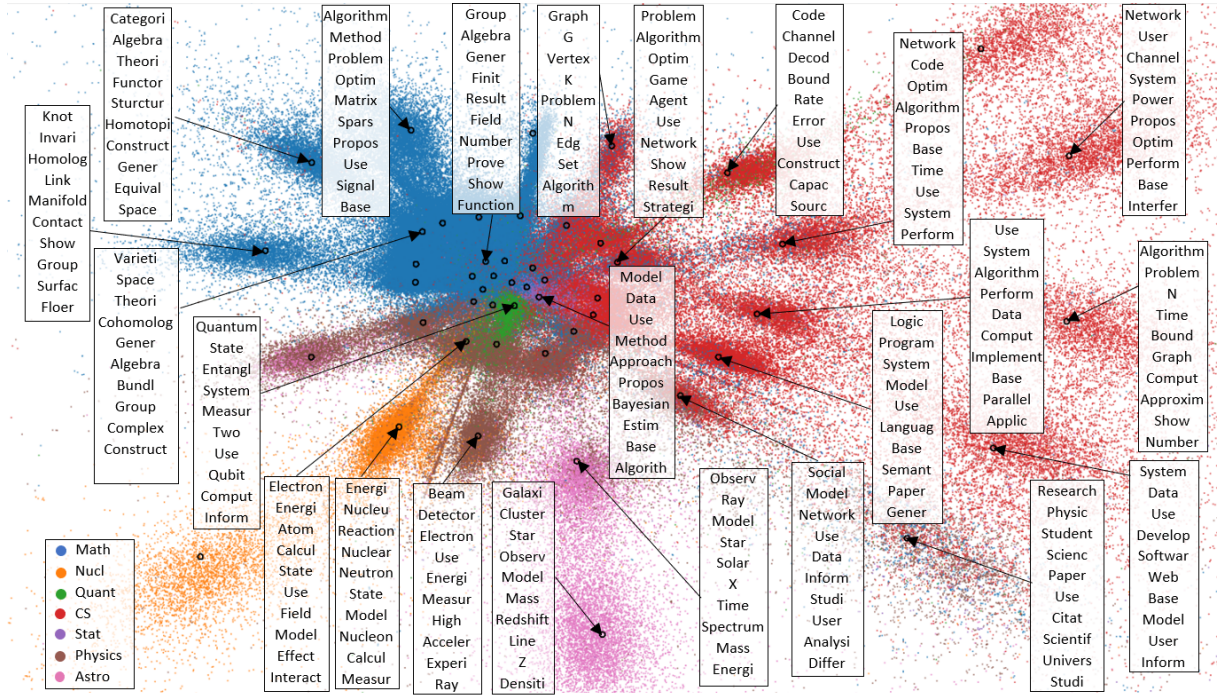 Categori
Algebra
Theori
Functor
Sturctur
Homotopi
Construct
Gener
Equival
Space
Algorithm
Method
Problem
Optim
Matrix
Spars
Propos
Use
Signal
Base
Group
Algebra
Gener
Finit
Result
Field
Number
Prove
Show
Function
Graph
G
Vertex
K
Problem
N
Edg
Set
Algorith
m
Problem
Algorithm
Optim
Game
Agent
Use
Network
Show
Result
Strategi
Code
Channel
Decod
Bound
Rate
Error
Use
Construct
Capac
Sourc
Network
Code
Optim
Algorithm
Propos
Base
Time
Use
System
Perform
Network
User
Channel
System
Power
Propos
Optim
Perform
Base
Interfer
Knot
Invari
Homolog
Link
Manifold
Contact
Show
Group
Surfac
Floer
Varieti
Space
Theori
Cohomolog
Gener
Algebra
Bundl
Group
Complex
Construct
Quantum
State
Entangl
System
Measur
Two
Use
Qubit
Comput
Inform
Model
Data
Use
Method
Approach
Propos
Bayesian
Estim
Base
Algorith
Use
System
Algorithm
Perform
Data
Comput
Implement
Base
Parallel
Applic
Algorithm
Problem
N
Time
Bound
Graph
Comput
Approxim
Show
Number
Logic
Program
System
Model
Use
Languag
Base
Semant
Paper
Gener
Electron
Energi
Atom
Calcul
State
Use
Field
Model
Effect
Interact
Energi
Nucleu
Reaction
Nuclear
Neutron
State
Model
Nucleon
Calcul
Measur
Beam
Detector
Electron
Use
Energi
Measur
High
Acceler
Experi
Ray
Galaxi
Cluster
Star
Observ
Model
Mass
Redshift
Line
Z
Densiti
Observ
Ray
Model
Star
Solar
X
Time
Spectrum
Mass
Energi
Social
Model
Network
Use
Data
Inform
Studi
User
Analysi
Differ
Research
Physic
Student
Scienc
Paper
Use
Citat
Scientif
Univers
Studi
System
Data
Use
Develop
Softwar
Web
Base
Model
User
Inform
Math
Nucl
Quant
CS
Stat
Physics
Astro